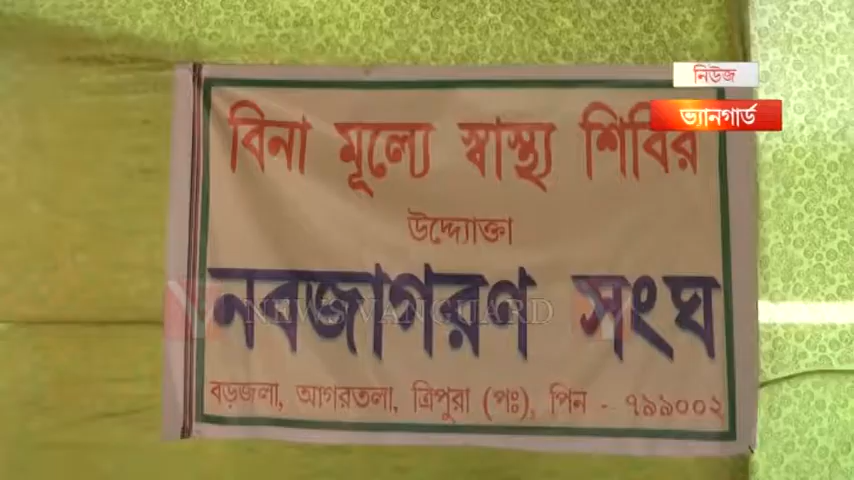 নিউজ
ভ্যানগার্ড
বিনা মূল্যে স্বাস্থ্য শিবির
উদ্দ্যোক্তা
নবজাগরণ সংঘ
NEWS VANGUARD
বড়জলা, আগরতলা, ত্রিপুরা (পঃ), পিন - ৭৯৯০০২